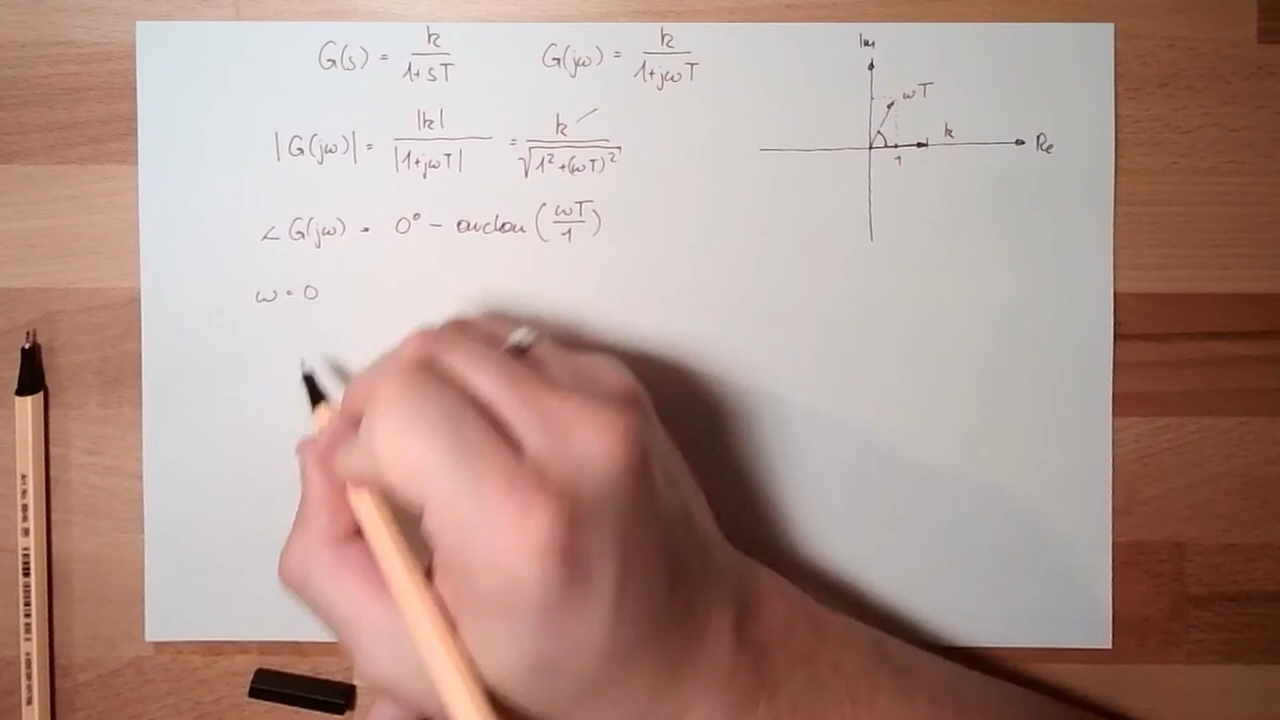 G(s) = k / (1+sT) G(jω) = k / (1+jωT)
|G(jω)| = |k| / |1+jωT| = k / √(1²+(ωT)²)
∠G(jω) = 0° − arctan (ωT/1)
ω = 0
Im
ωT
k
Re
1